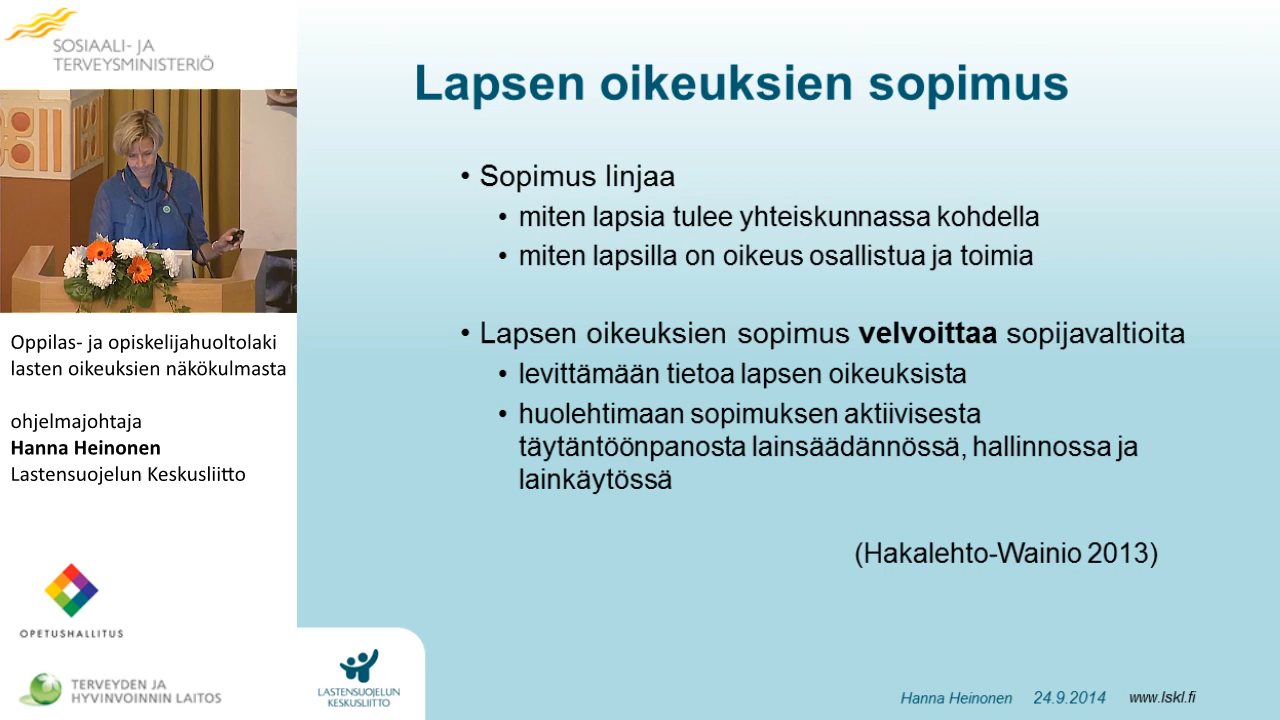 SOSIAALI- JA
TERVEYSMINISTERIÖ
Oppilas- ja opiskelijahuoltolaki
lasten oikeuksien näkökulmasta
ohjelmajohtaja
Hanna Heinonen
Lastensuojelun Keskusliitto
OPETUSHALLITUS
TERVEYDEN JA
HYVINVOINNIN LAITOS
Lapsen oikeuksien sopimus
• Sopimus linjaa
• miten lapsia tulee yhteiskunnassa kohdella
• miten lapsilla on oikeus osallistua ja toimia
• Lapsen oikeuksien sopimus velvoittaa sopijavaltioita
• levittämään tietoa lapsen oikeuksista
• huolehtimaan sopimuksen aktiivisesta
täytäntöönpanosta lainsäädännössä, hallinnossa ja
lainkäytössä
(Hakalehto-Wainio 2013)
LASTENSUOJELUN
KESKUSLIITTO
Hanna Heinonen 24.9.2014 www.lskl.fi